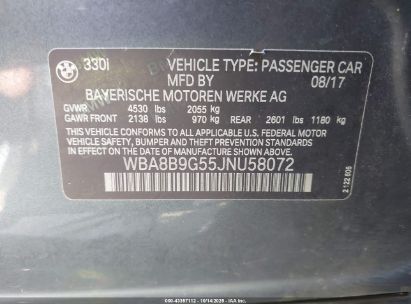 330i
VEHICLE TYPE: PASSENGER CAR
MFD BY 08/17
BAYERISCHE MOTOREN WERKE AG
GVWR 4530 lbs 2055 kg
GAWR FRONT 2138 lbs 970 kg REAR 2601 lbs 1180 kg
THIS VEHICLE CONFORMS TO ALL APPLICABLE
U.S. FEDERAL MOTOR VEHICLE SAFETY,
BUMPER, AND THEFT PREVENTION STANDARDS IN
EFFECT ON THE DATE OF MANUFACTURE SHOWN ABOVE.
WBA8B9G55JNU58072